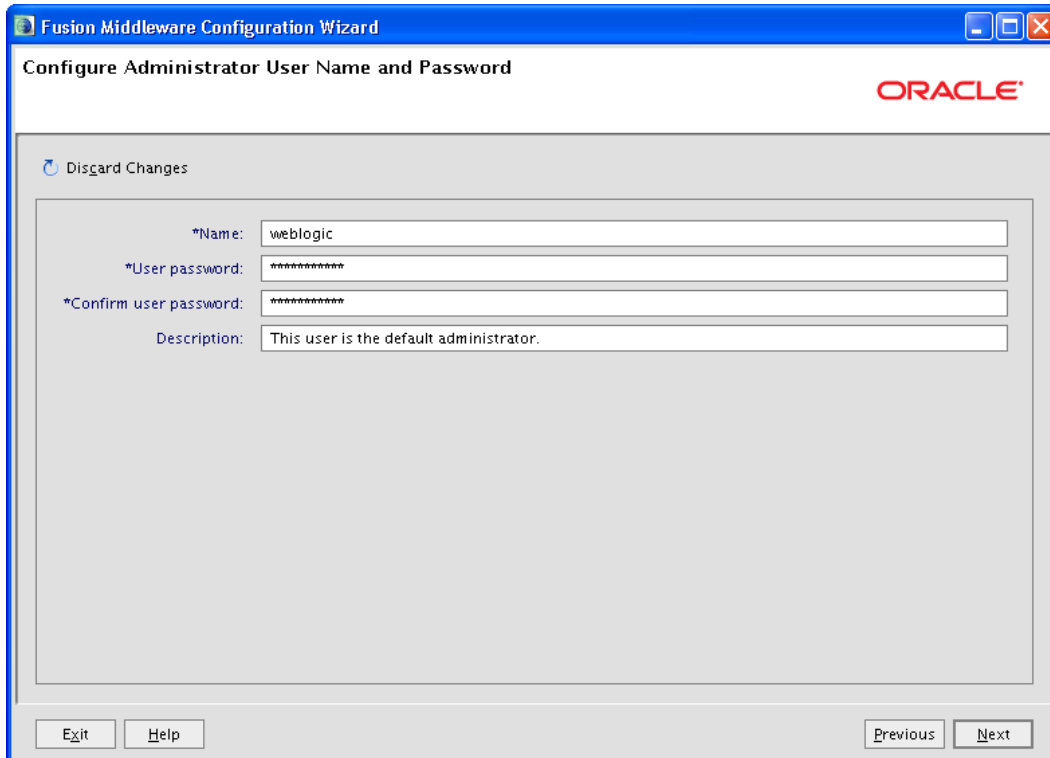 Fusion Middleware Configuration Wizard
Configure Administrator User Name and Password
ORACLE
Discard Changes
*Name: weblogic
*User password: ***********
*Confirm user password: ***********
Description: This user is the default administrator.
Exit Help Previous Next